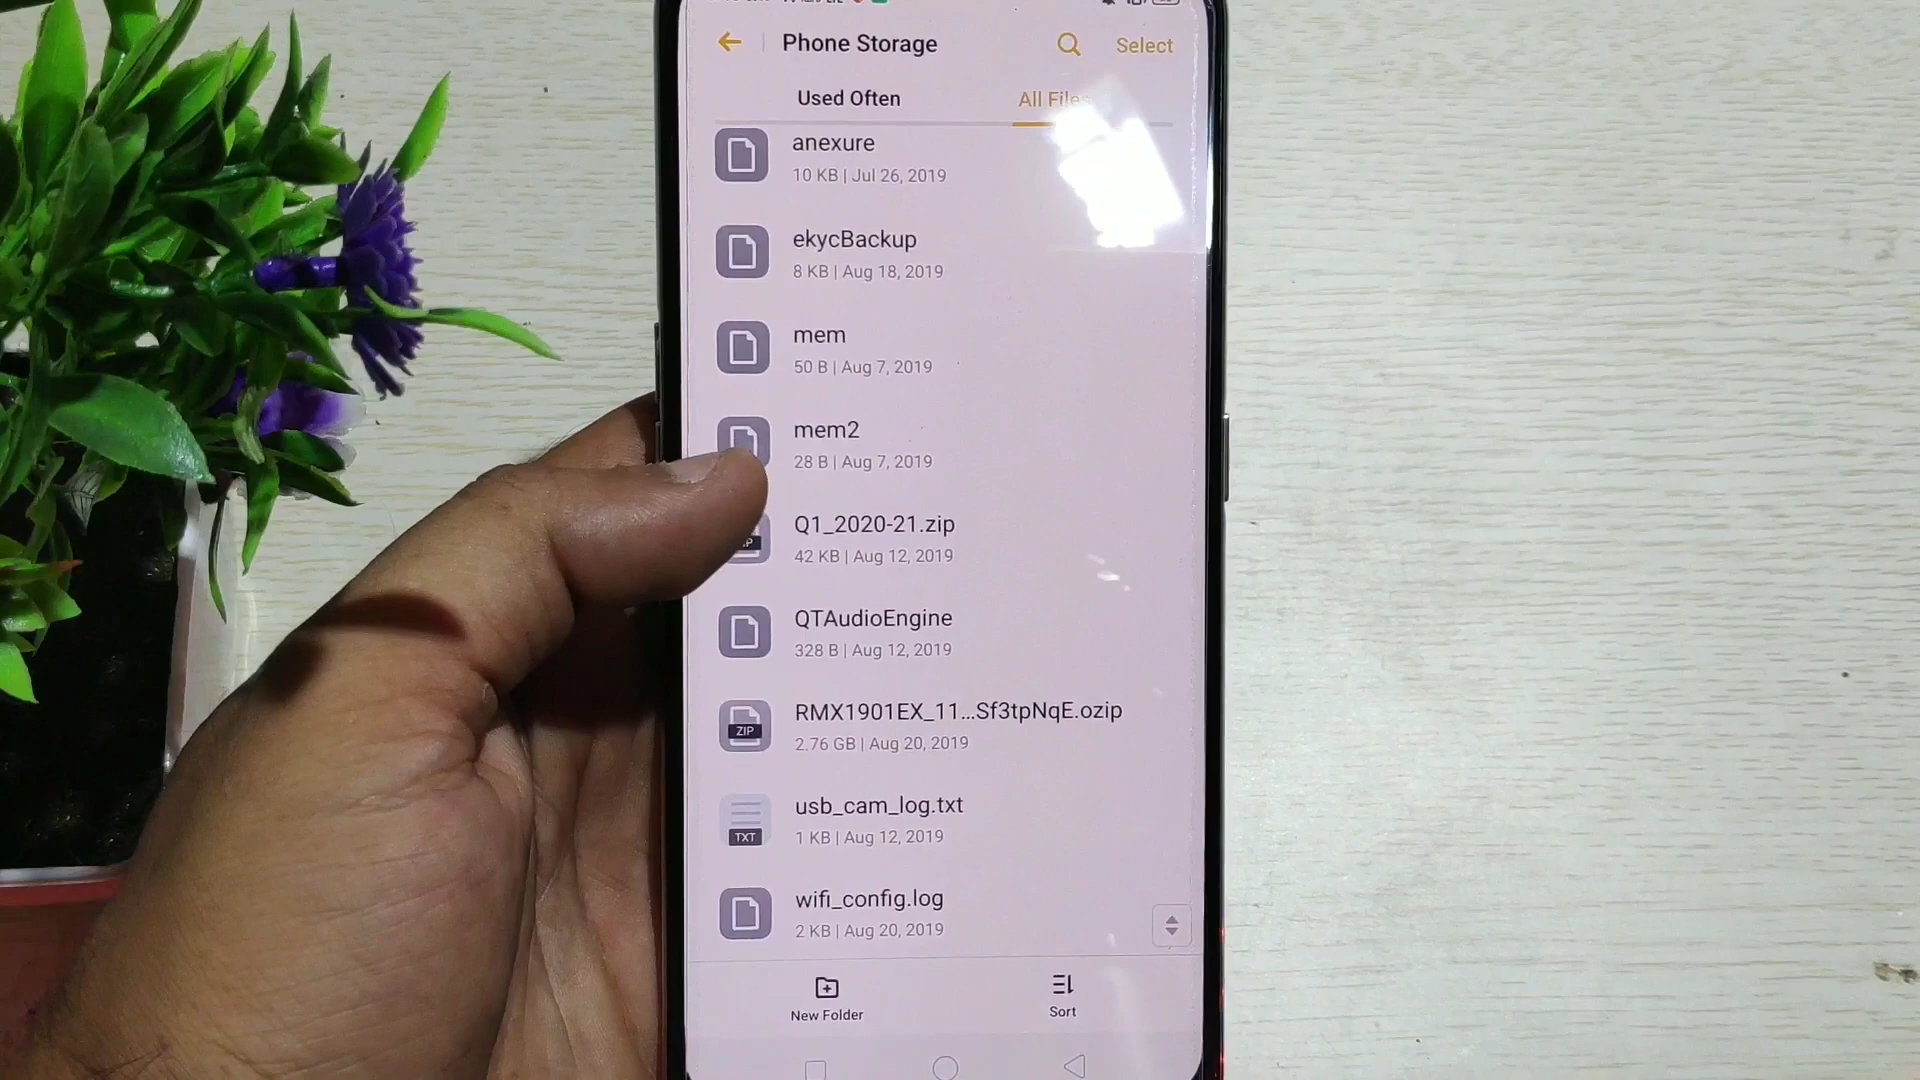 Phone Storage
Select
Used Often
All Files
anexure
10 KB | Jul 26, 2019
ekycBackup
8 KB | Aug 18, 2019
mem
50 B | Aug 7, 2019
mem2
28 B | Aug 7, 2019
Q1_2020-21.zip
42 KB | Aug 12, 2019
QTAudioEngine
328 B | Aug 12, 2019
RMX1901EX_11...Sf3tpNqE.ozip
ZIP
2.76 GB | Aug 20, 2019
usb_cam_log.txt
TXT
1 KB | Aug 12, 2019
wifi_config.log
2 KB | Aug 20, 2019
New Folder
Sort